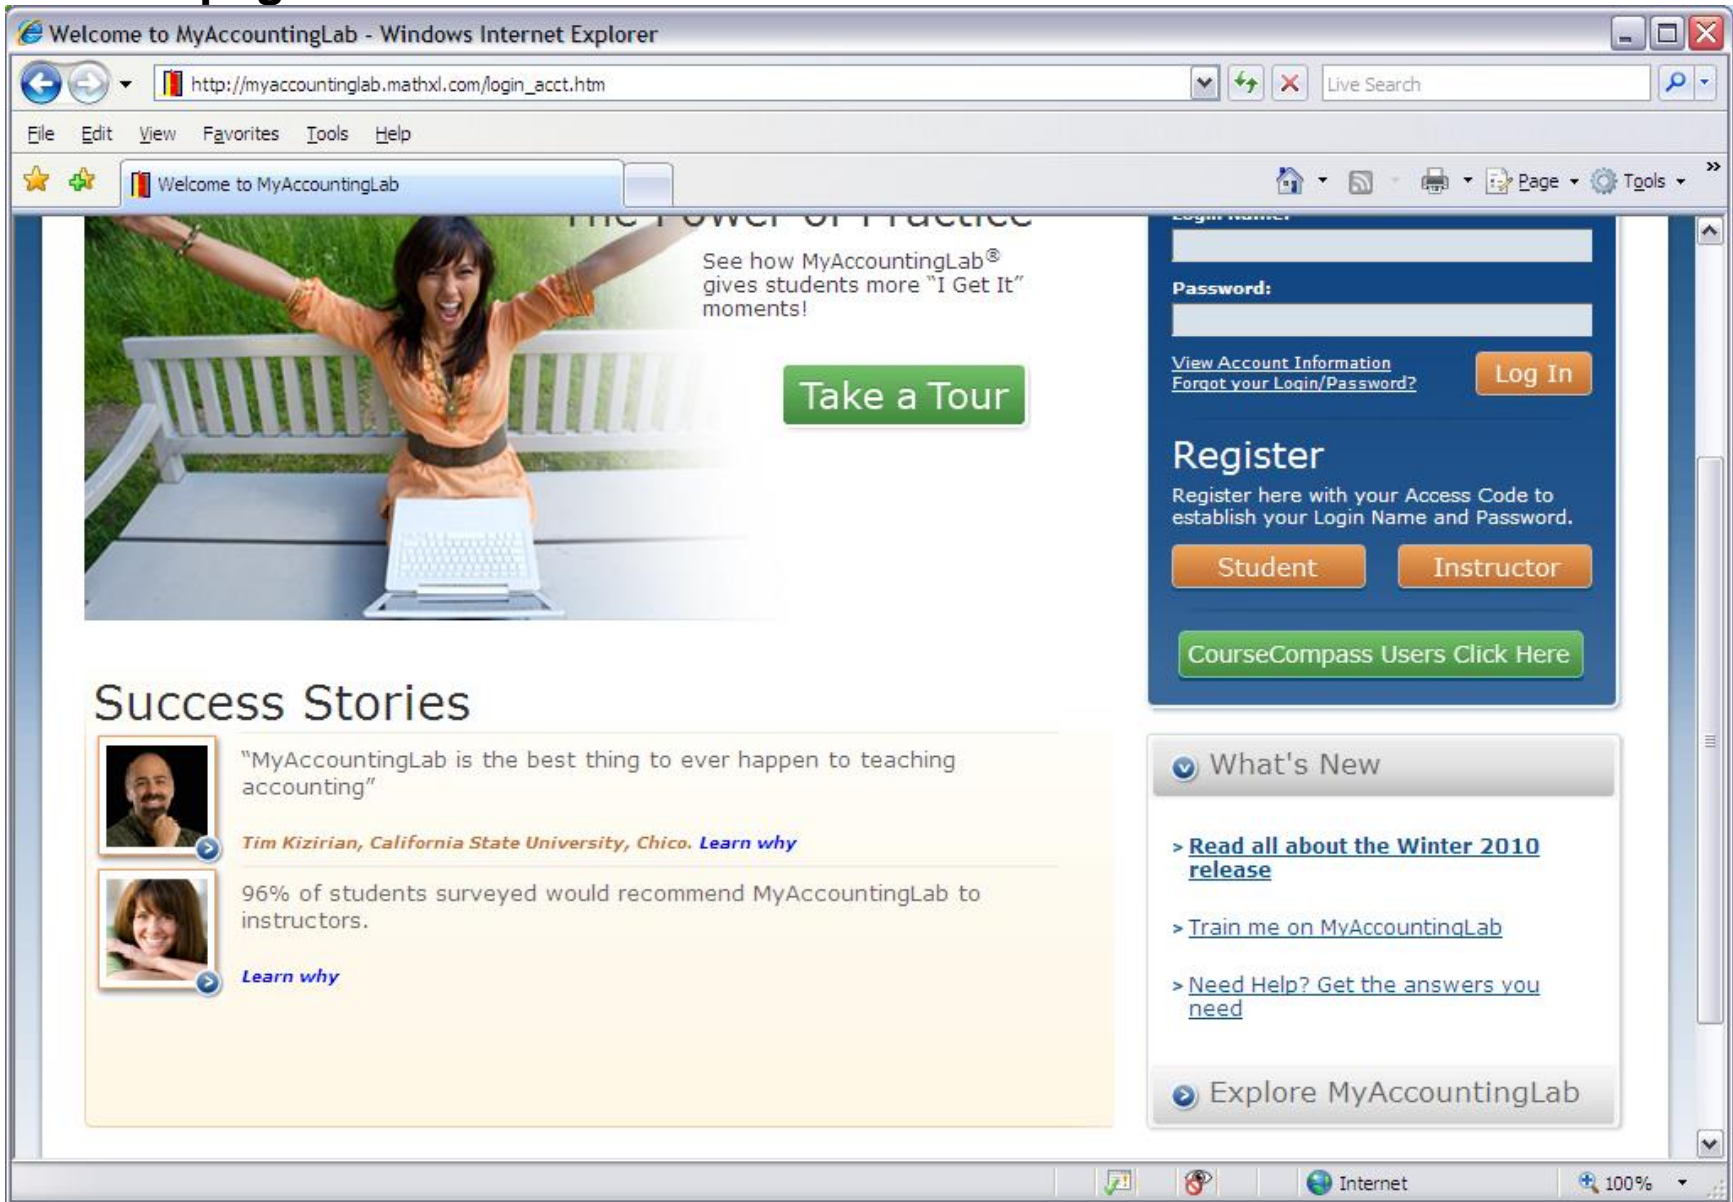 Welcome to MyAccountingLab - Windows Internet Explorer
http://myaccountinglab.mathxl.com/login_acct.htm
Live Search
File Edit View Favorites Tools Help
Welcome to MyAccountingLab
Page Tools »
The Power of Practice
See how MyAccountingLab®
gives students more “I Get It”
moments!
Take a Tour
Login Name:
Password:
View Account Information
Forgot your Login/Password?
Log In
Register
Register here with your Access Code to
establish your Login Name and Password.
Student Instructor
CourseCompass Users Click Here
Success Stories
“MyAccountingLab is the best thing to ever happen to teaching
accounting”
Tim Kizirian, California State University, Chico. Learn why
96% of students surveyed would recommend MyAccountingLab to
instructors.
Learn why
What's New
> Read all about the Winter 2010
release
> Train me on MyAccountingLab
> Need Help? Get the answers you
need
Explore MyAccountingLab
Internet 100%